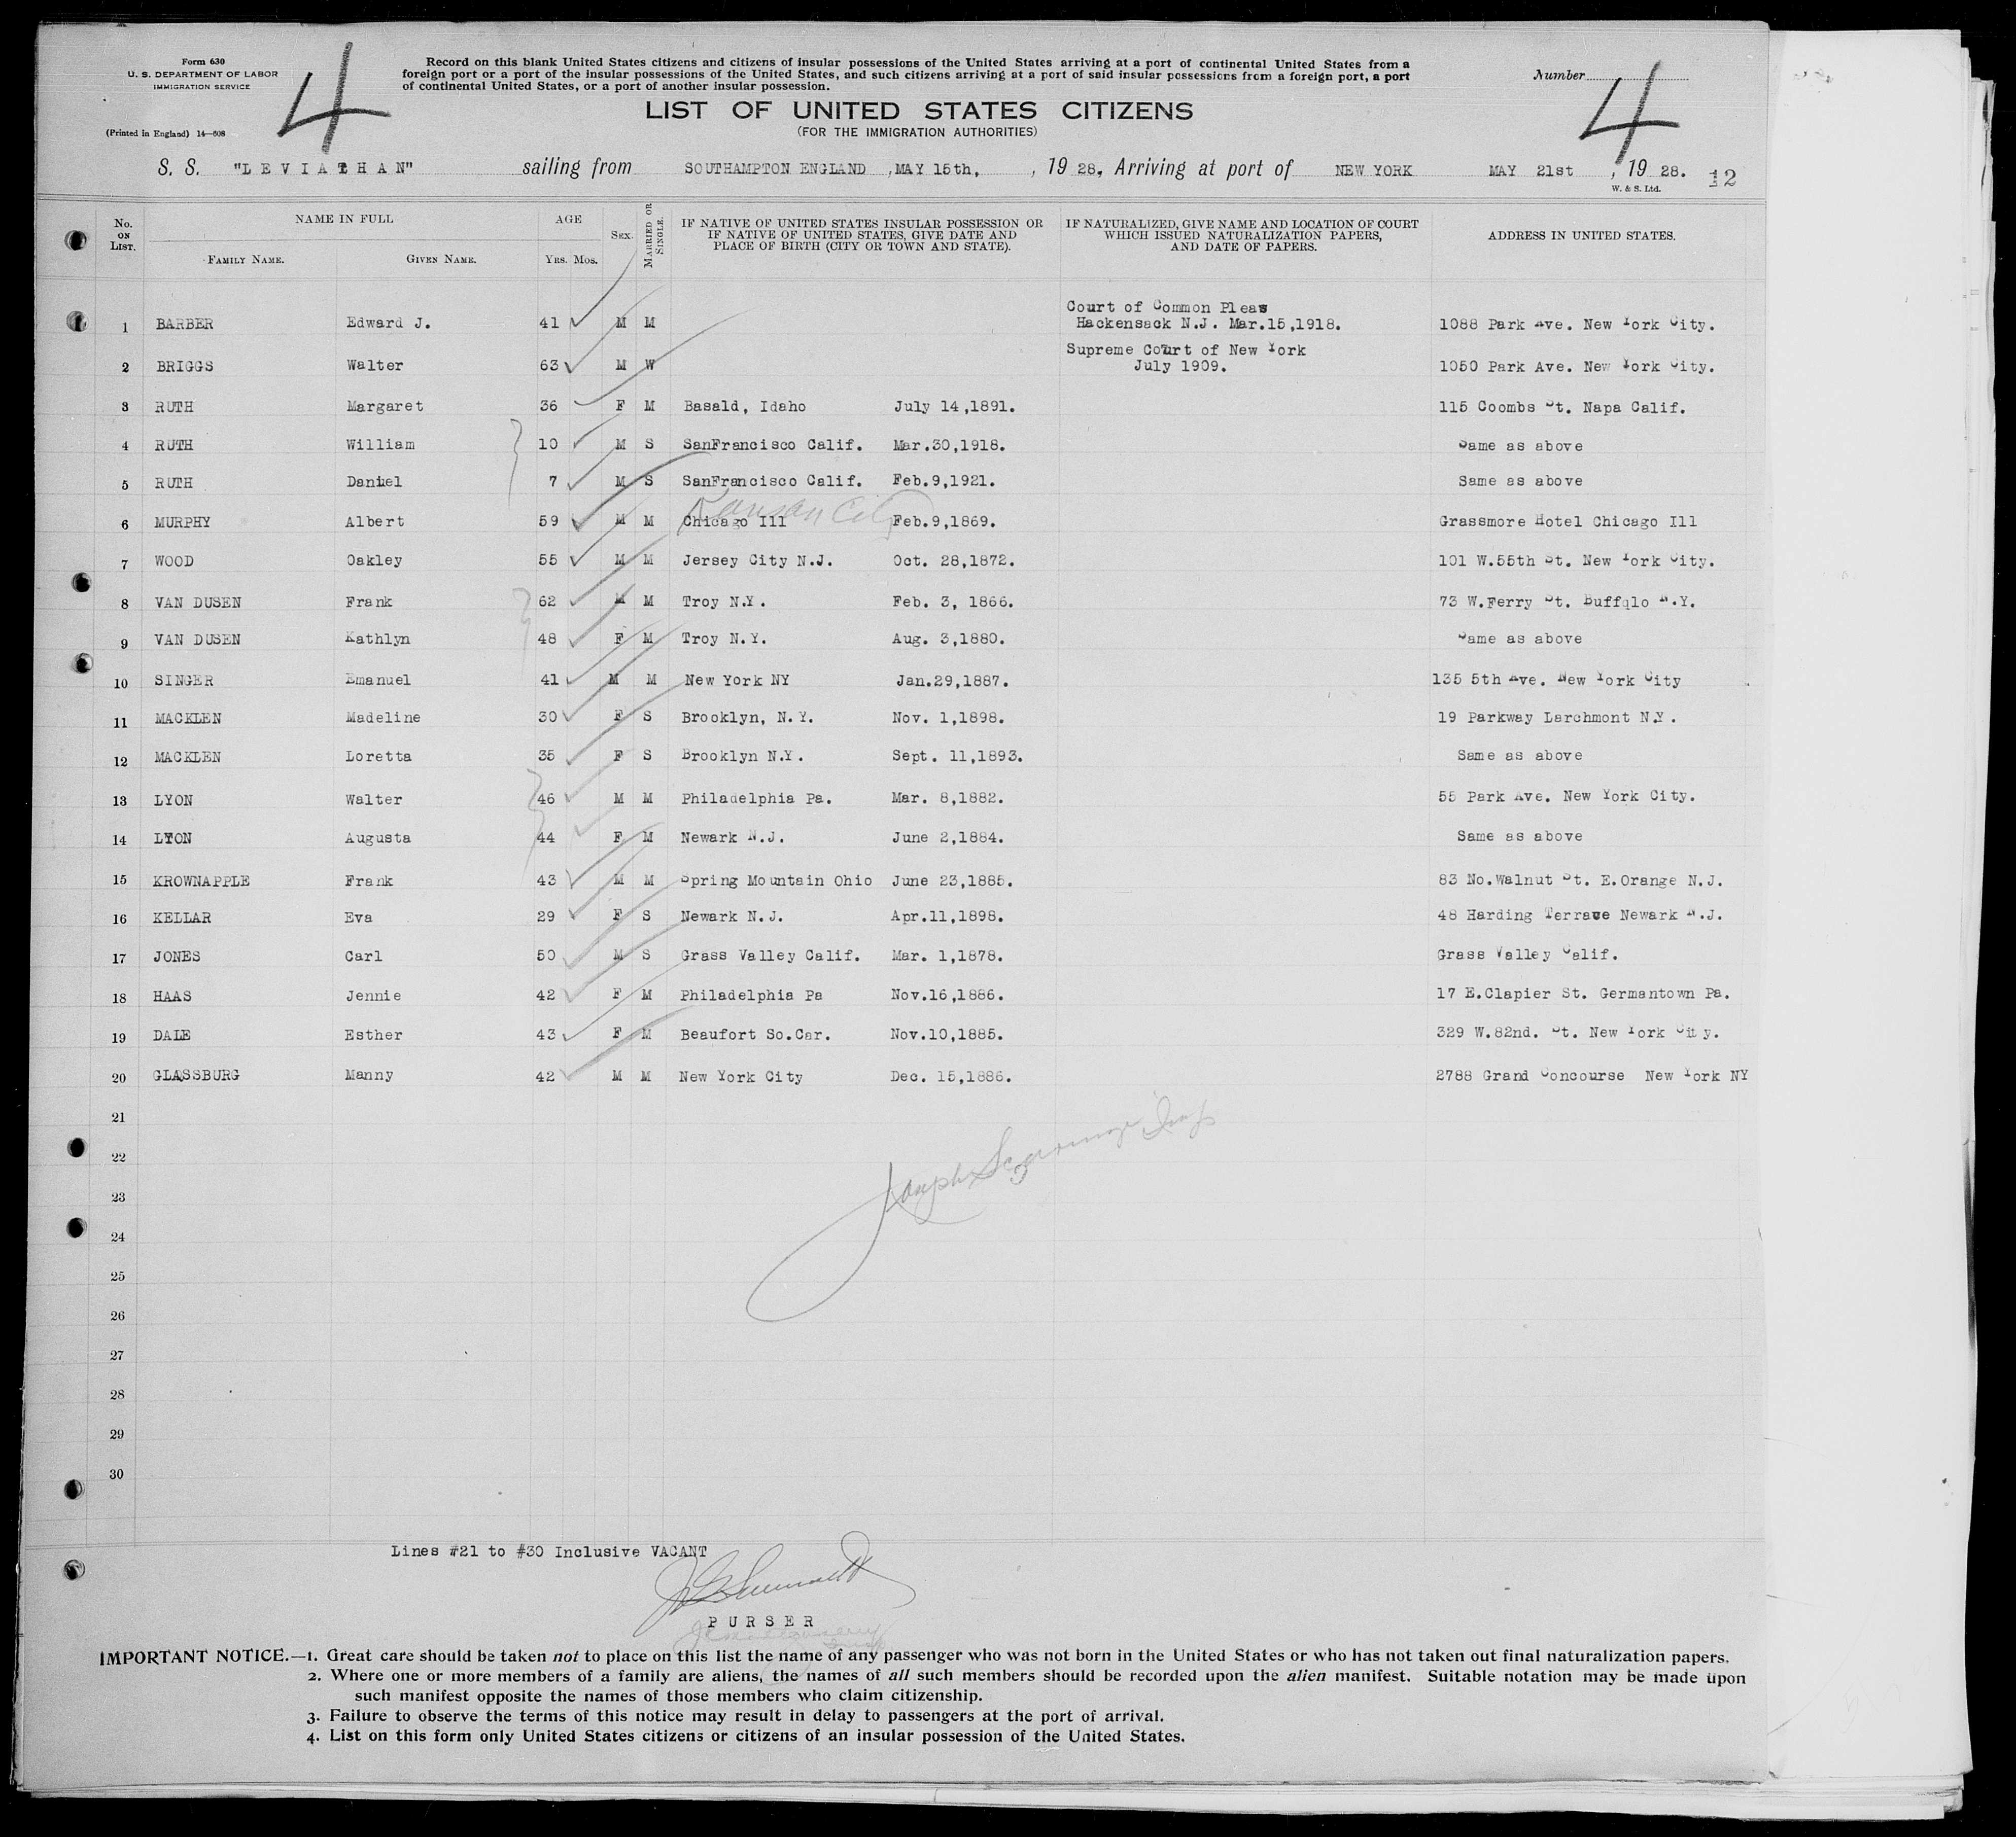 Form 630
U. S. DEPARTMENT OF LABOR
IMMIGRATION SERVICE
(Printed in England) 14—608
4
Record on this blank United States citizens and citizens of insular possessions of the United States arriving at a port of continental United States from a
foreign port or a port of the insular possessions of the United States, and such citizens arriving at a port of said insular possessions from a foreign port, a port
of continental United States, or a port of another insular possession.
Number
4
LIST OF UNITED STATES CITIZENS
(FOR THE IMMIGRATION AUTHORITIES)
S. S. "LEVIATHAN" sailing from SOUTHAMPTON ENGLAND ,MAY 15th, , 19 28, Arriving at port of NEW YORK MAY 21st , 19 28. 12
W. & S. Ltd.
No. ON LIST. NAME IN FULL AGE SEX. MARRIED OR SINGLE. IF NATIVE OF UNITED STATES INSULAR POSSESSION OR IF NATIVE OF UNITED STATES, GIVE DATE AND PLACE OF BIRTH (CITY OR TOWN AND STATE). IF NATURALIZED, GIVE NAME AND LOCATION OF COURT WHICH ISSUED NATURALIZATION PAPERS, AND DATE OF PAPERS. ADDRESS IN UNITED STATES.
FAMILY NAME. GIVEN NAME. YRS. MOS.
Court of Common Pleas
1 BARBER Edward J. 41 M M Hackensack N.J. Mar.15,1918. 1088 Park Ave. New York City.
Supreme Court of New York
2 BRIGGS Walter 63 M W July 1909. 1050 Park Ave. New York City.
3 RUTH Margaret 36 F M Basald, Idaho July 14,1891. 115 Coombs St. Napa Calif.
4 RUTH William 10 M S SanFrancisco Calif. Mar.30,1918. Same as above
5 RUTH Daniel 7 M S SanFrancisco Calif. Feb.9,1921. Same as above
Kansas City
6 MURPHY Albert 59 M M Chicago Ill Feb.9,1869. Grassmore Hotel Chicago Ill
7 WOOD Oakley 55 M M Jersey City N.J. Oct. 28,1872. 101 W.55th St. New York City.
8 VAN DUSEN Frank 62 M M Troy N.Y. Feb. 3, 1866. 73 W.Ferry St. Buffqlo N.Y.
9 VAN DUSEN Kathlyn 48 F M Troy N.Y. Aug. 3,1880. Same as above
10 SINGER Emanuel 41 M M New York NY Jan.29,1887. 135 5th Ave. New York City
11 MACKLEN Madeline 30 F S Brooklyn, N.Y. Nov. 1,1898. 19 Parkway Larchmont N.Y.
12 MACKLEN Loretta 35 F S Brooklyn N.Y. Sept. 11,1893. Same as above
13 LYON Walter 46 M M Philadelphia Pa. Mar. 8,1882. 55 Park Ave. New York City.
14 LYON Augusta 44 F M Newark N.J. June 2,1884. Same as above
15 KROWNAPPLE Frank 43 M M Spring Mountain Ohio June 23,1885. 83 No.Walnut St. E.Orange N.J.
16 KELLAR Eva 29 F S Newark N.J. Apr.11,1898. 48 Harding Terrace Newark N.J.
17 JONES Carl 50 M S Grass Valley Calif. Mar. 1,1878. Grass Valley Calif.
18 HAAS Jennie 42 F M Philadelphia Pa Nov.16,1886. 17 E.Clapier St. Germantown Pa.
19 DALE Esther 43 F M Beaufort So.Car. Nov.10,1885. 329 W.82nd. St. New York City.
20 GLASSBURG Manny 42 M M New York City Dec. 15,1886. 2788 Grand Concourse New York NY
21
22
Joseph
23
24
25
26
27
28
29
30
Lines #21 to #30 Inclusive VACANT
PURSER
IMPORTANT NOTICE.—1. Great care should be taken not to place on this list the name of any passenger who was not born in the United States or who has not taken out final naturalization papers.
2. Where one or more members of a family are aliens, the names of all such members should be recorded upon the alien manifest. Suitable notation may be made upon
such manifest opposite the names of those members who claim citizenship.
3. Failure to observe the terms of this notice may result in delay to passengers at the port of arrival.
4. List on this form only United States citizens or citizens of an insular possession of the United States.